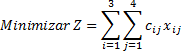 Minimizar Z = ∑_{i=1}^{3} ∑_{j=1}^{4} c_{ij} x_{ij}